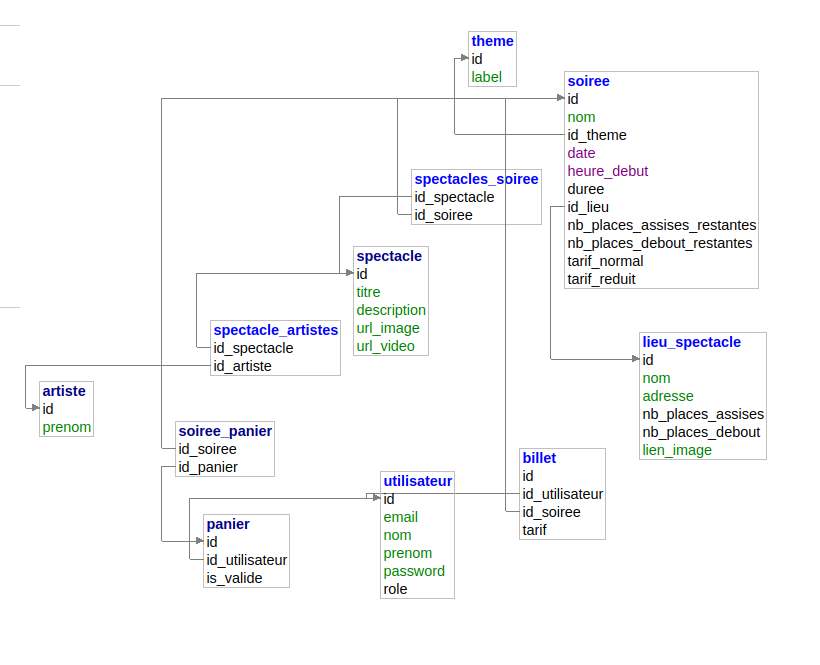 theme
id
label
soiree
id
nom
id_theme
date
heure_debut
duree
id_lieu
nb_places_assises_restantes
nb_places_debout_restantes
tarif_normal
tarif_reduit
spectacles_soiree
id_spectacle
id_soiree
spectacle
id
titre
description
url_image
url_video
spectacle_artistes
id_spectacle
id_artiste
lieu_spectacle
id
nom
adresse
nb_places_assises
nb_places_debout
lien_image
artiste
id
prenom
soiree_panier
id_soiree
id_panier
billet
id
id_utilisateur
id_soiree
tarif
utilisateur
id
email
nom
prenom
password
role
panier
id
id_utilisateur
is_valide